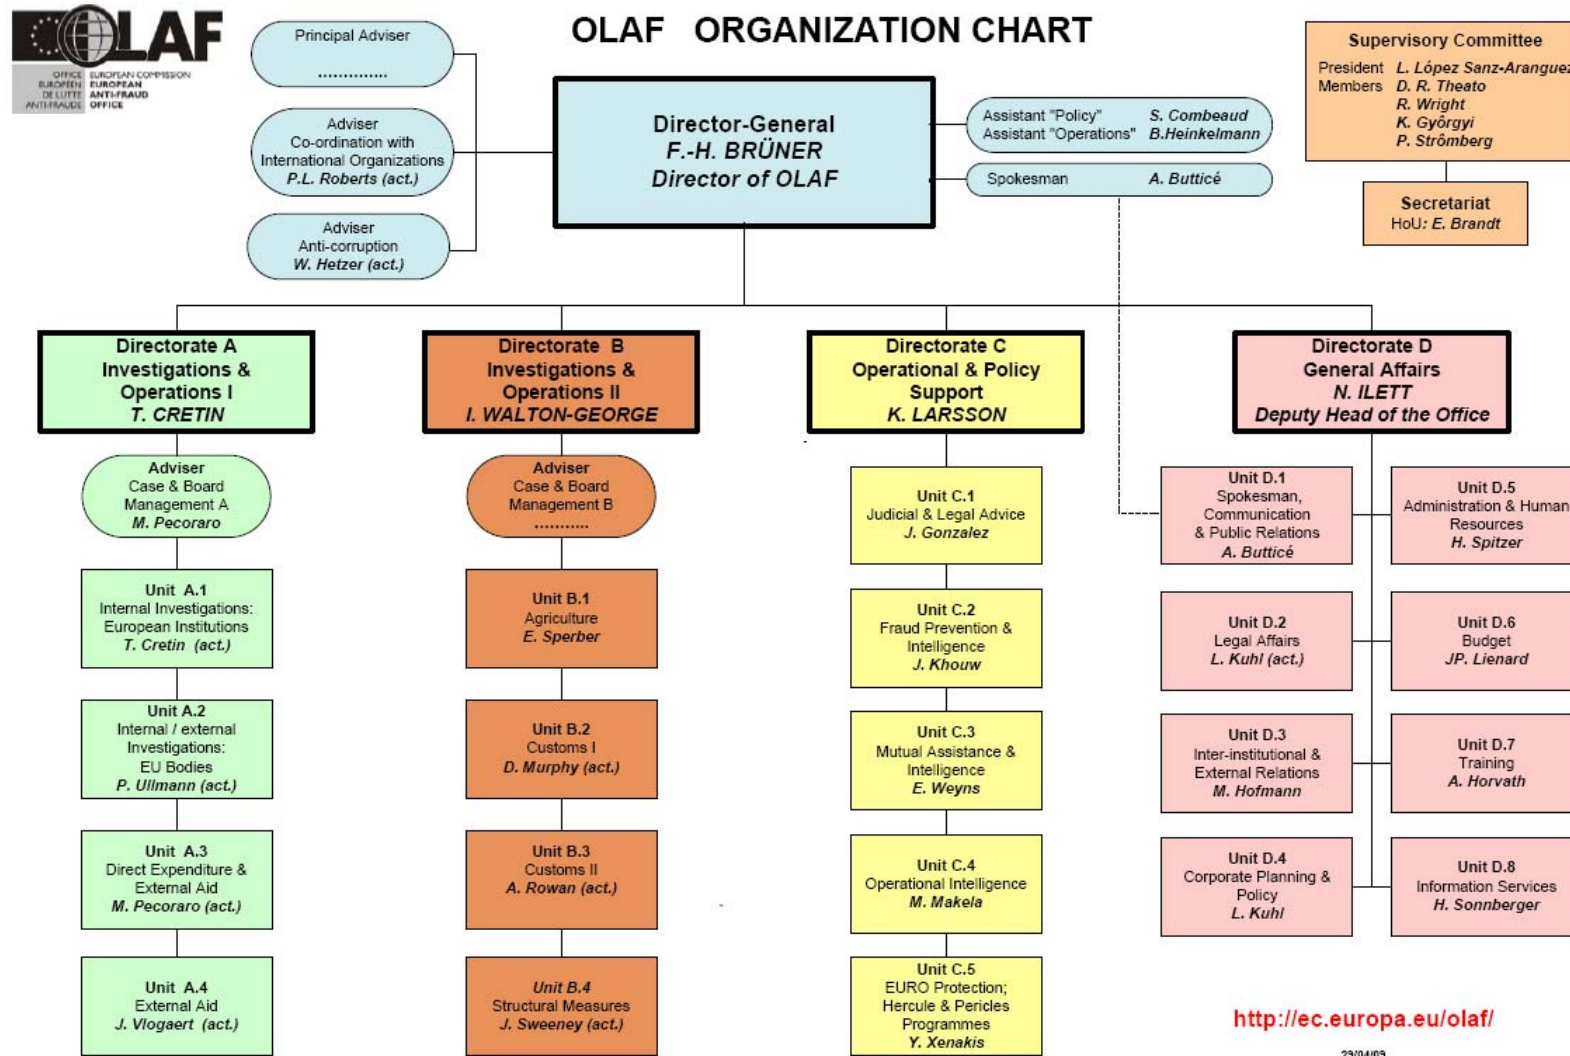 OLAF
OFFICE EUROPÉEN DE LUTTE ANTI-FRAUDE
EUROPEAN COMMISSION
EUROPEAN ANTI-FRAUD OFFICE
OLAF ORGANIZATION CHART
Principal Adviser
..............
Adviser
Co-ordination with
International Organizations
P.L. Roberts (act.)
Adviser
Anti-corruption
W. Hetzer (act.)
Director-General
F.-H. BRÜNER
Director of OLAF
Assistant "Policy" S. Combeaud
Assistant "Operations" B.Heinkelmann
Spokesman A. Butticé
Supervisory Committee
President L. López Sanz-Aranguez
Members D. R. Theato
R. Wright
K. Györgyi
P. Strômberg
Secretariat
HoU: E. Brandt
Directorate A
Investigations &
Operations I
T. CRETIN
Adviser
Case & Board
Management A
M. Pecoraro
Unit A.1
Internal Investigations:
European Institutions
T. Cretin (act.)
Unit A.2
Internal / external
Investigations:
EU Bodies
P. Ullmann (act.)
Unit A.3
Direct Expenditure &
External Aid
M. Pecoraro (act.)
Unit A.4
External Aid
J. Vlogaert (act.)
Directorate B
Investigations &
Operations II
I. WALTON-GEORGE
Adviser
Case & Board
Management B
...........
Unit B.1
Agriculture
E. Sperber
Unit B.2
Customs I
D. Murphy (act.)
Unit B.3
Customs II
A. Rowan (act.)
Unit B.4
Structural Measures
J. Sweeney (act.)
Directorate C
Operational & Policy
Support
K. LARSSON
Unit C.1
Judicial & Legal Advice
J. Gonzalez
Unit C.2
Fraud Prevention &
Intelligence
J. Khouw
Unit C.3
Mutual Assistance &
Intelligence
E. Weyns
Unit C.4
Operational Intelligence
M. Makela
Unit C.5
EURO Protection;
Hercule & Pericles
Programmes
Y. Xenakis
Directorate D
General Affairs
N. ILETT
Deputy Head of the Office
Unit D.1
Spokesman,
Communication
& Public Relations
A. Butticé
Unit D.2
Legal Affairs
L. Kuhl (act.)
Unit D.3
Inter-institutional &
External Relations
M. Hofmann
Unit D.4
Corporate Planning &
Policy
L. Kuhl
Unit D.5
Administration & Human
Resources
H. Spitzer
Unit D.6
Budget
JP. Lienard
Unit D.7
Training
A. Horvath
Unit D.8
Information Services
H. Sonnberger
http://ec.europa.eu/olaf/
29/04/09